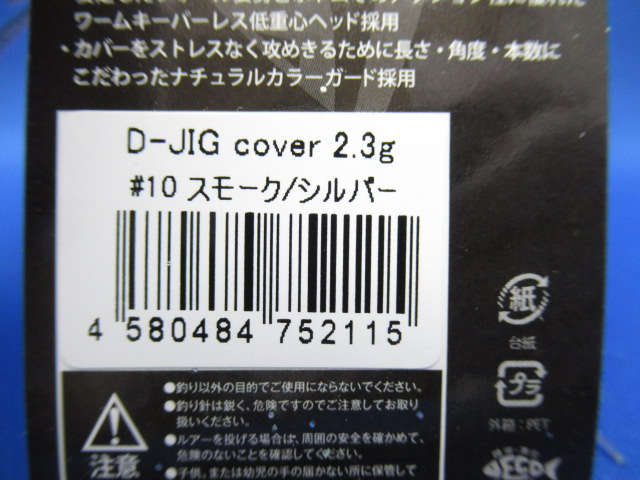 ワームキーパーレス低重心ヘッド採用
・カバーをストレスなく攻めきるために長さ・角度・本数に
こだわったナチュラルカラーガード採用
D-JIG cover 2.3g
#10 スモーク/シルバー
4 580484 752115
紙
台紙
プラ
外箱:PET
注意
●釣り以外の目的でご使用にならないでください。
●釣り針は鋭く、危険ですのでご注意してお取り
扱いください。
●ルアーを投げる場合は、周囲の安全を確かめて、
危険のないことを確認してください。
●子供、または幼児の手の届かない所に保管して
ECO